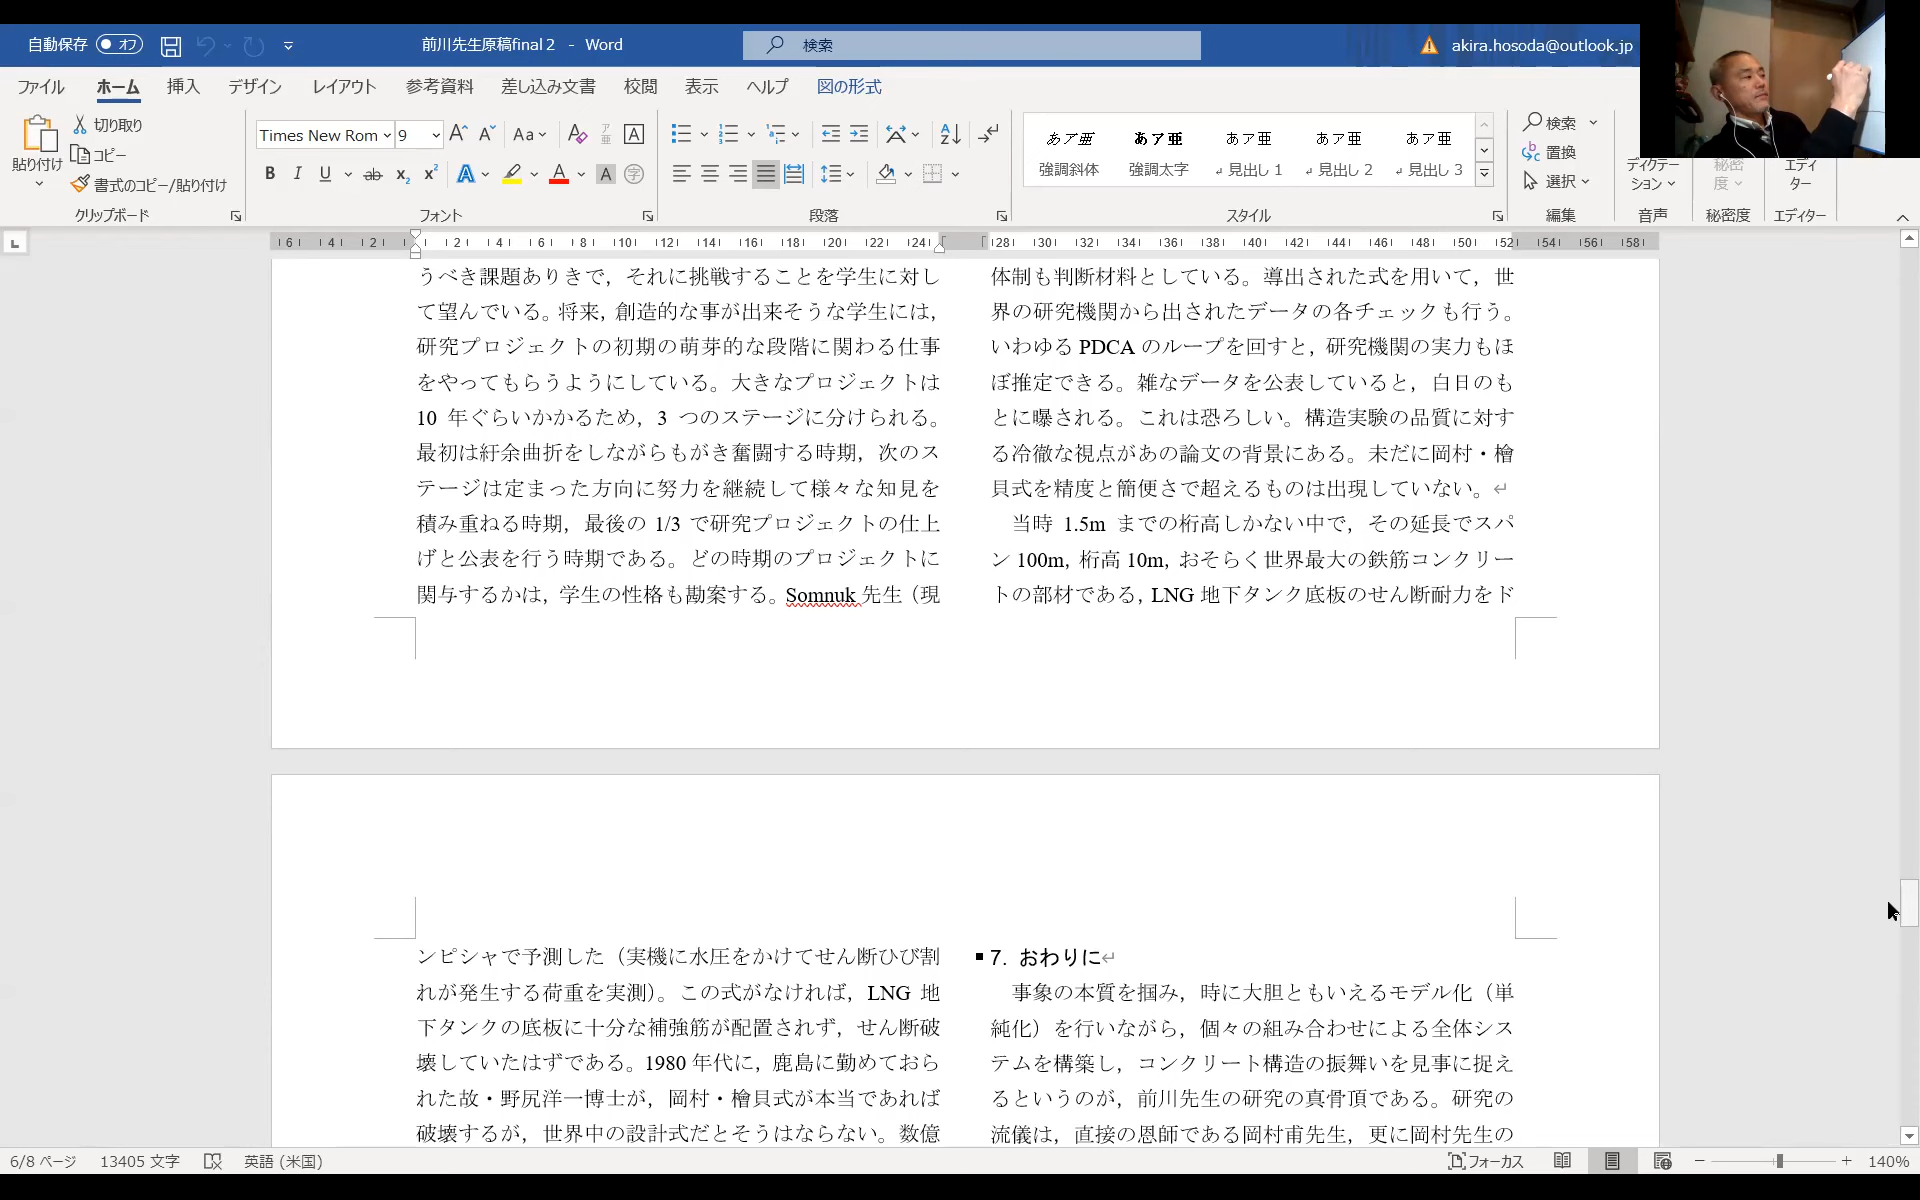 自動保存 オフ 前川先生原稿final 2 - Word 検索 akira.hosoda@outlook.jp
ファイル ホーム 挿入 デザイン レイアウト 参考資料 差し込み文書 校閲 表示 ヘルプ 図の形式
貼り付け
切り取り
コピー
書式のコピー/貼り付け
クリップボード
Times New Rom 9 Aa
B I U ab x₂ x² A A A 字
フォント
段落
あア亜 あア亜 あア亜 あア亜 あア亜
強調斜体 強調太字 見出し 1 見出し 2 見出し 3
スタイル
検索
置換
選択
編集
ディクテーション
音声
秘密度
秘密度
エディター
エディター
6 4 2 2 4 6 8 10 12 14 16 18 20 22 24 28 30 32 34 36 38 40 42 44 46 48 50 52 54 56 58
うべき課題ありきで，それに挑戦することを学生に対し
て望んでいる。将来，創造的な事が出来そうな学生には，
研究プロジェクトの初期の萌芽的な段階に関わる仕事
をやってもらうようにしている。大きなプロジェクトは
10 年ぐらいかかるため，3 つのステージに分けられる。
最初は紆余曲折をしながらもがき奮闘する時期，次のス
テージは定まった方向に努力を継続して様々な知見を
積み重ねる時期，最後の 1/3 で研究プロジェクトの仕上
げと公表を行う時期である。どの時期のプロジェクトに
関与するかは，学生の性格も勘案する。Somnuk 先生（現
体制も判断材料としている。導出された式を用いて，世
界の研究機関から出されたデータの各チェックも行う。
いわゆる PDCA のループを回すと，研究機関の実力もほ
ぼ推定できる。雑なデータを公表していると，白日のも
とに曝される。これは恐ろしい。構造実験の品質に対す
る冷徹な視点があの論文の背景にある。未だに岡村・檜
貝式を精度と簡便さで超えるものは出現していない。
当時 1.5m までの桁高しかない中で，その延長でスパ
ン 100m, 桁高 10m, おそらく世界最大の鉄筋コンクリー
トの部材である, LNG 地下タンク底板のせん断耐力をド
ンピシャで予測した（実機に水圧をかけてせん断ひび割
れが発生する荷重を実測）。この式がなければ，LNG 地
下タンクの底板に十分な補強筋が配置されず，せん断破
壊していたはずである。1980 年代に，鹿島に勤めておら
れた故・野尻洋一博士が，岡村・檜貝式が本当であれば
破壊するが，世界中の設計式だとそうはならない。数億
7. おわりに
事象の本質を掴み，時に大胆ともいえるモデル化（単
純化）を行いながら，個々の組み合わせによる全体シス
テムを構築し，コンクリート構造の振舞いを見事に捉え
るというのが，前川先生の研究の真骨頂である。研究の
流儀は，直接の恩師である岡村甫先生，更に岡村先生の
6/8 ページ 13405 文字 英語 (米国) フォーカス 140%